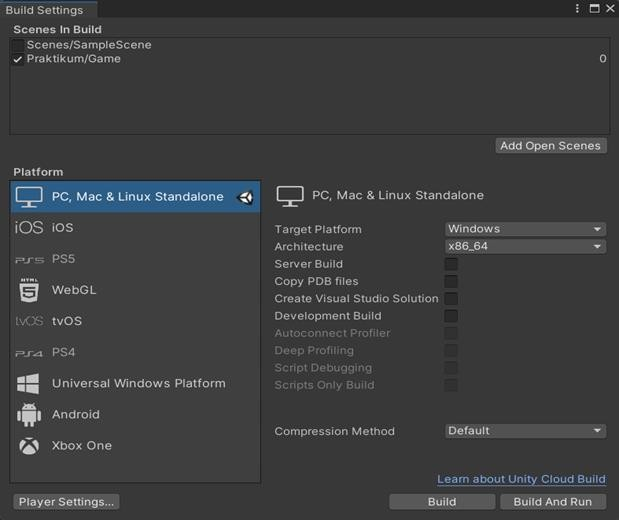 Build Settings
Scenes In Build
Scenes/SampleScene
Praktikum/Game 0
Add Open Scenes
Platform
PC, Mac & Linux Standalone
iOS iOS
PS5 PS5
HTML WebGL
tvOS tvOS
PS4 PS4
Universal Windows Platform
Android
Xbox One
PC, Mac & Linux Standalone
Target Platform Windows
Architecture x86_64
Server Build
Copy PDB files
Create Visual Studio Solution
Development Build
Autoconnect Profiler
Deep Profiling
Script Debugging
Scripts Only Build
Compression Method Default
Learn about Unity Cloud Build
Player Settings... Build Build And Run